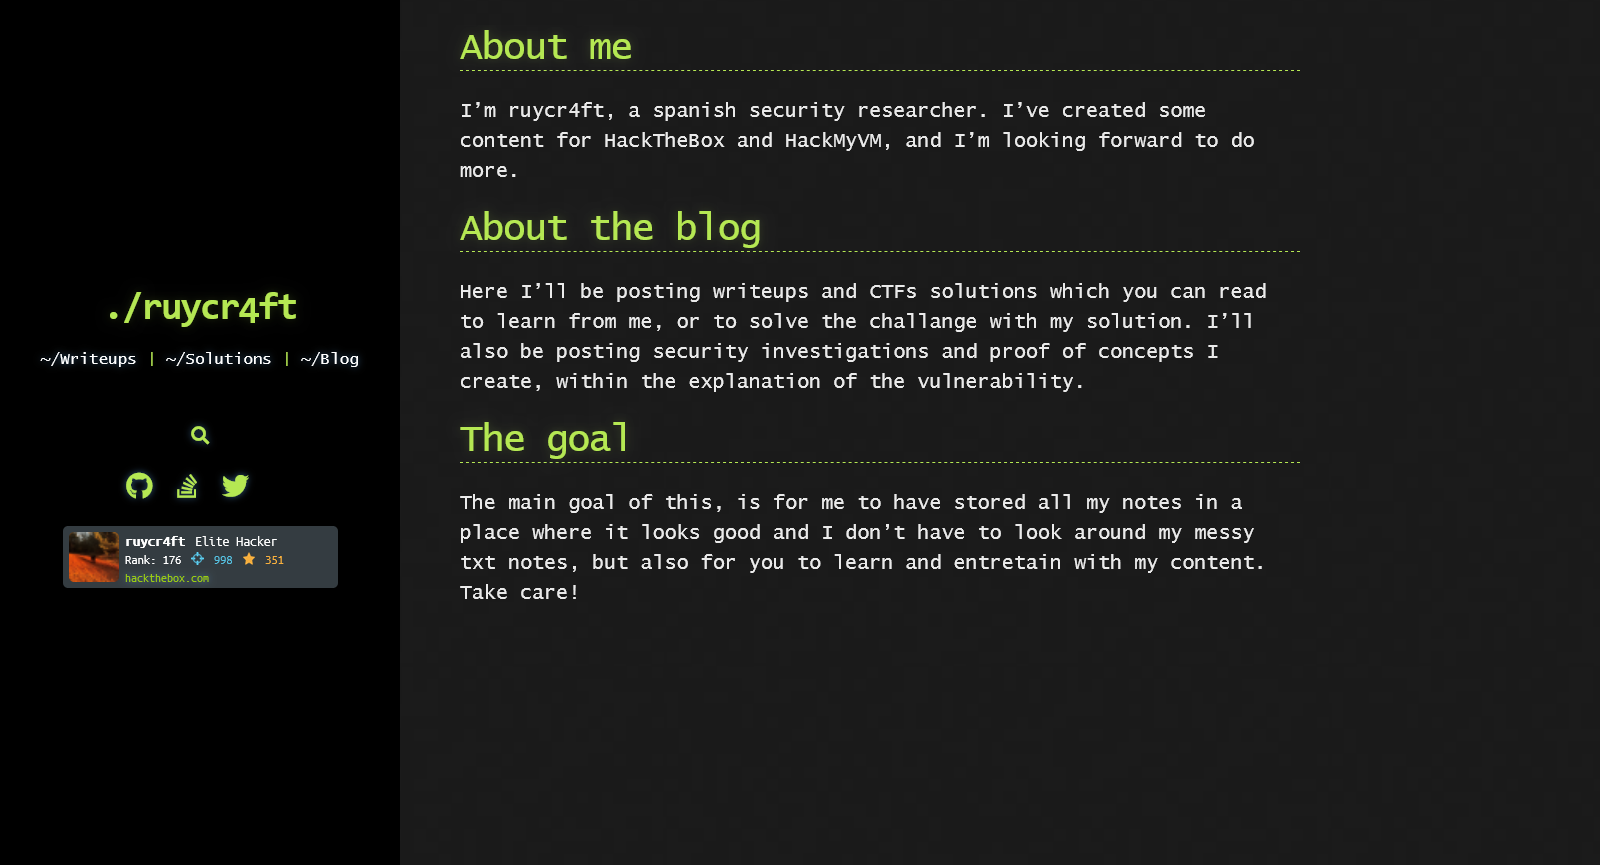 ./ruycr4ft
~/Writeups | ~/Solutions | ~/Blog
ruycr4ft Elite Hacker
Rank: 176 998 351
hackthebox.com
About me
I’m ruycr4ft, a spanish security researcher. I’ve created some
content for HackTheBox and HackMyVM, and I’m looking forward to do
more.
About the blog
Here I’ll be posting writeups and CTFs solutions which you can read
to learn from me, or to solve the challange with my solution. I’ll
also be posting security investigations and proof of concepts I
create, within the explanation of the vulnerability.
The goal
The main goal of this, is for me to have stored all my notes in a
place where it looks good and I don’t have to look around my messy
txt notes, but also for you to learn and entretain with my content.
Take care!